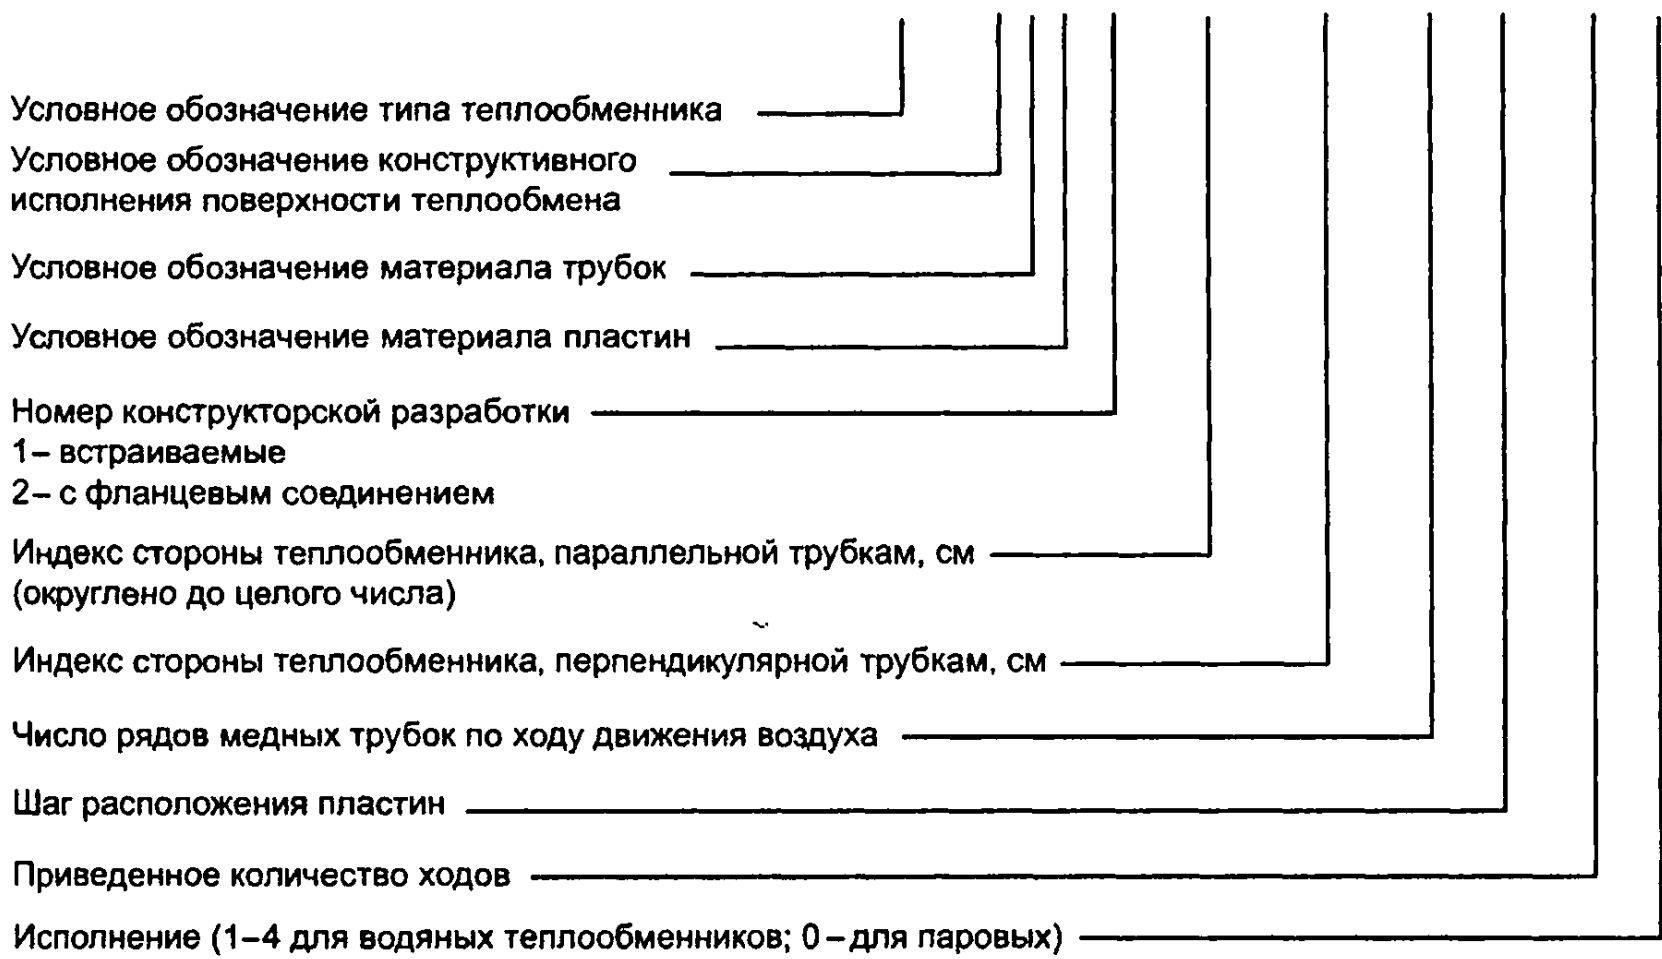 Условное обозначение типа теплообменника
Условное обозначение конструктивного
исполнения поверхности теплообмена
Условное обозначение материала трубок
Условное обозначение материала пластин
Номер конструкторской разработки
1– встраиваемые
2– с фланцевым соединением
Индекс стороны теплообменника, параллельной трубкам, см
(округлено до целого числа)
Индекс стороны теплообменника, перпендикулярной трубкам, см
Число рядов медных трубок по ходу движения воздуха
Шаг расположения пластин
Приведенное количество ходов
Исполнение (1–4 для водяных теплообменников; 0–для паровых)